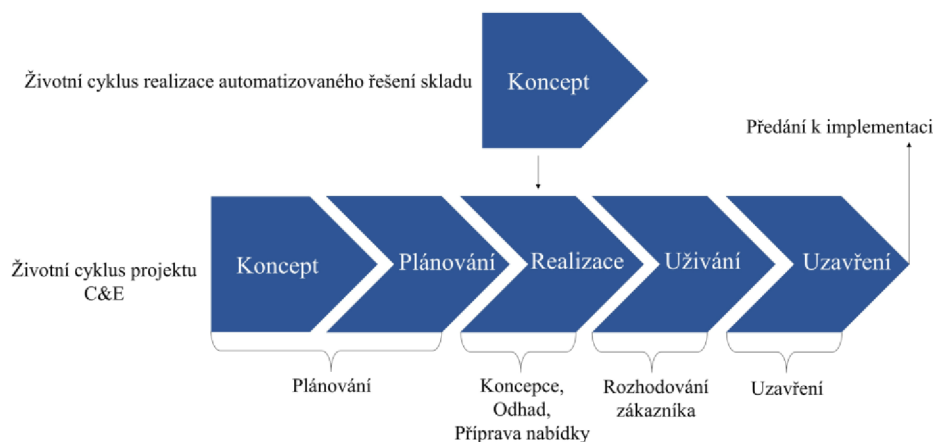 Životní cyklus realizace automatizovaného řešení skladu
Koncept
Předání k implementaci
Životní cyklus projektu
C&E
Koncept
Plánování
Realizace
Užívání
Uzavření
Plánování
Koncepce,
Odhad,
Příprava nabídky
Rozhodování
zákazníka
Uzavření